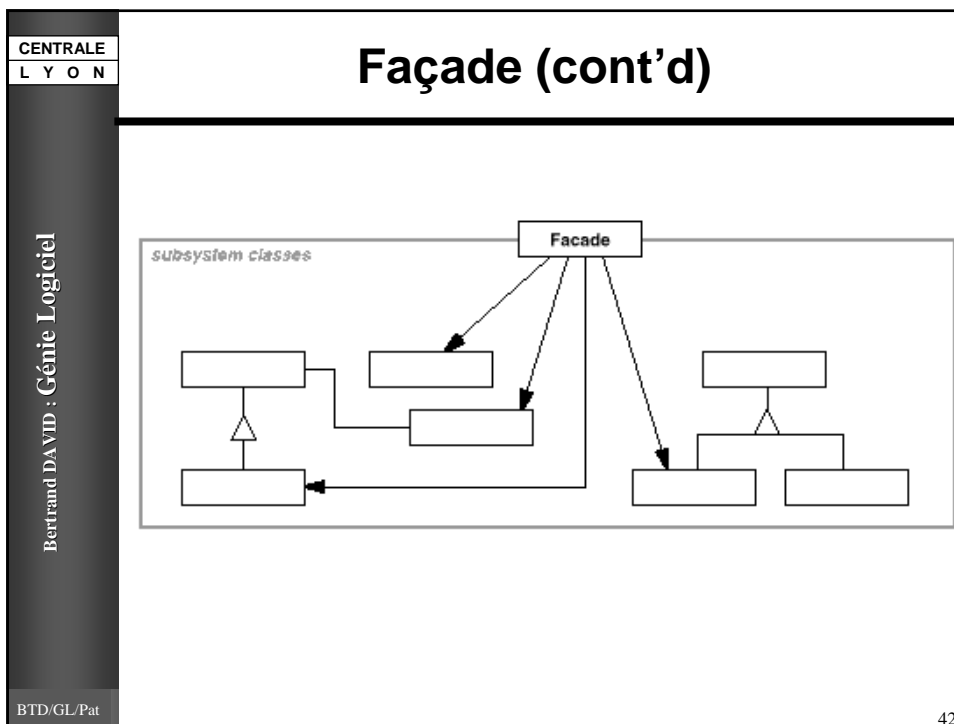 CENTRALE
L Y O N
Façade (cont’d)
Bertrand DAVID : Génie Logiciel
Facade
subsystem classes
BTD/GL/Pat
42